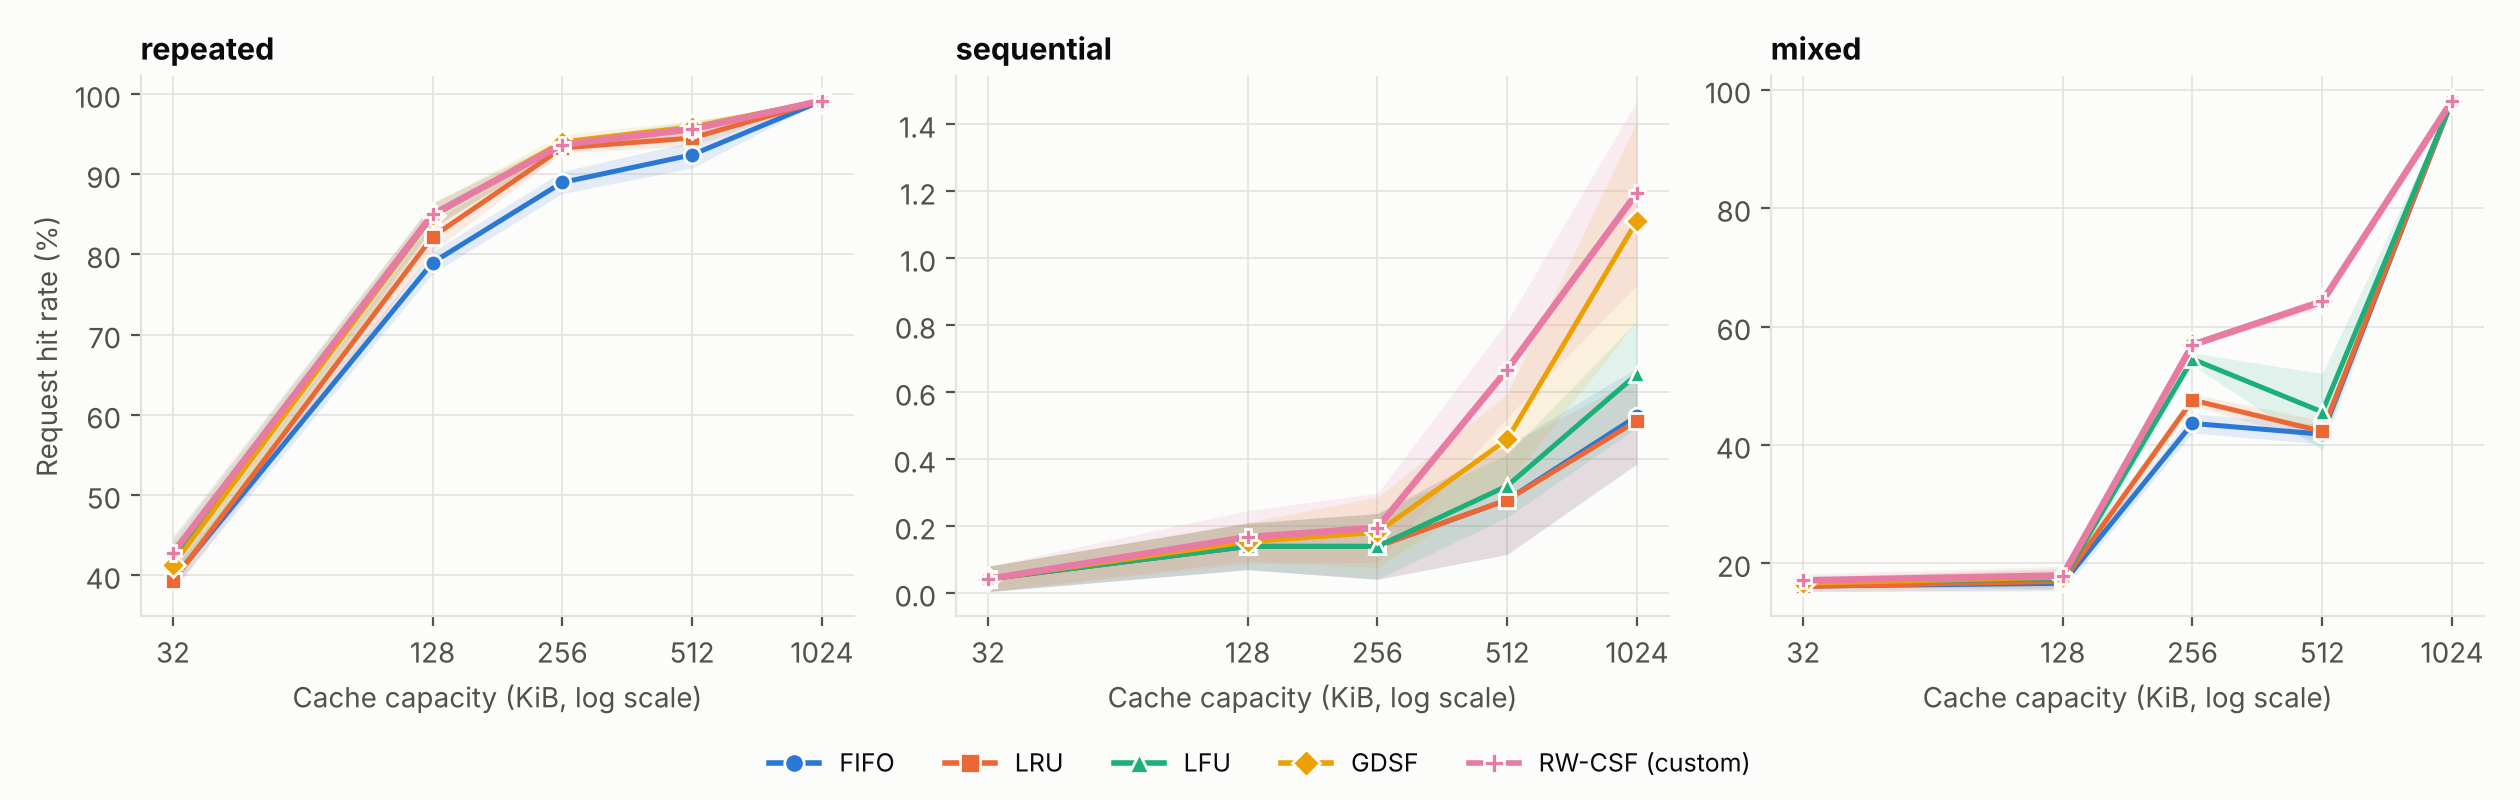 repeated
sequential
mixed
Request hit rate (%)
100
90
80
70
60
50
40
32
128
256
512
1024
Cache capacity (KiB, log scale)
1.4
1.2
1.0
0.8
0.6
0.4
0.2
0.0
32
128
256
512
1024
Cache capacity (KiB, log scale)
100
80
60
40
20
32
128
256
512
1024
Cache capacity (KiB, log scale)
FIFO
LRU
LFU
GDSF
RW-CSF (custom)